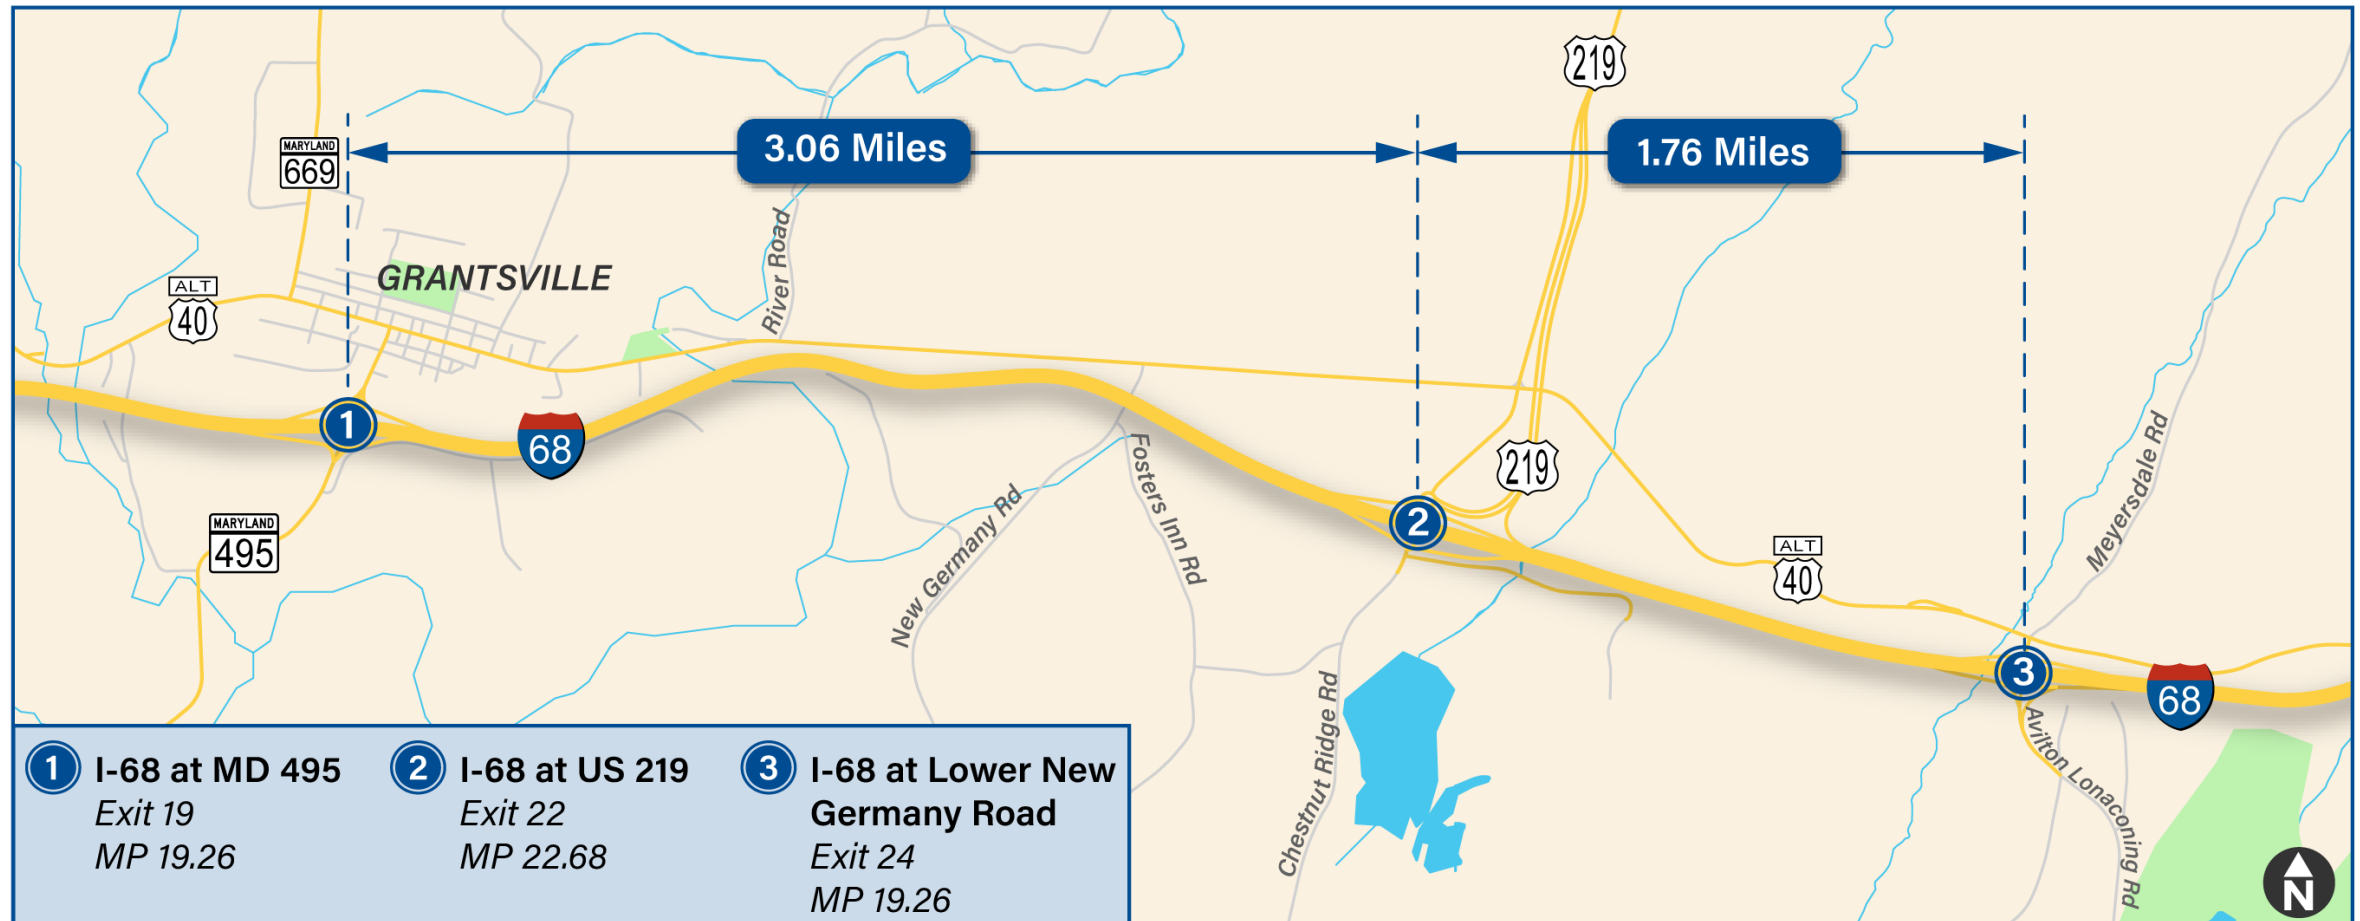 219
3.06 Miles
1.76 Miles
MARYLAND
669
River Road
GRANTSVILLE
ALT
40
1
68
Fosters Inn Rd
219
Meyersdale Rd
2
New Germany Rd
MARYLAND
495
ALT
40
3
68
Chestnut Ridge Rd
Avilton Lonaconing Rd
1 I-68 at MD 495
Exit 19
MP 19.26
2 I-68 at US 219
Exit 22
MP 22.68
3 I-68 at Lower New
Germany Road
Exit 24
MP 19.26
N